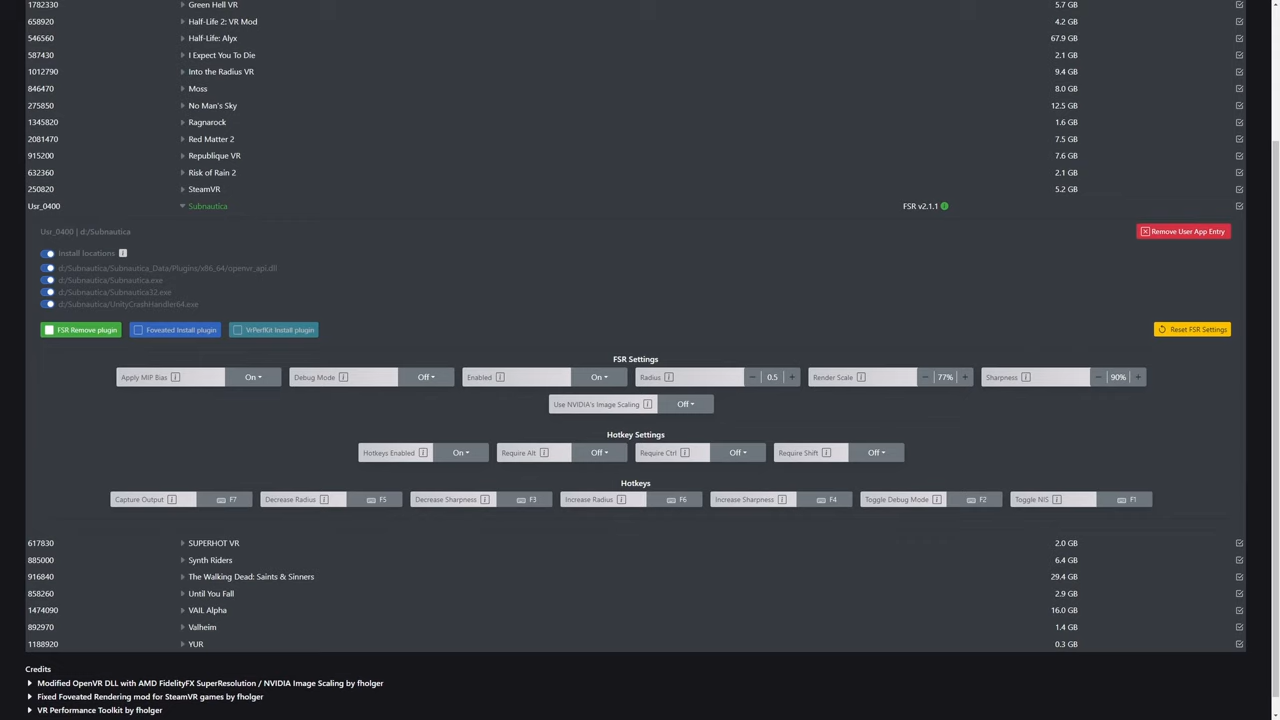 1782330 Green Hell VR 5.7 GB
658920 Half-Life 2: VR Mod 4.2 GB
546560 Half-Life: Alyx 67.9 GB
587430 I Expect You To Die 2.1 GB
1012790 Into the Radius VR 9.4 GB
846470 Moss 8.0 GB
275850 No Man's Sky 12.5 GB
1345820 Ragnarock 1.6 GB
2081470 Red Matter 2 7.5 GB
915200 Republique VR 7.6 GB
632360 Risk of Rain 2 2.1 GB
250820 SteamVR 5.2 GB
Usr_0400 Subnautica FSR v2.1.1
Usr_0400 | d:/Subnautica Remove User App Entry
Install locations
d:/Subnautica/Subnautica_Data/Plugins/x86_64/openvr_api.dll
d:/Subnautica/Subnautica.exe
d:/Subnautica/Subnautica32.exe
d:/Subnautica/UnityCrashHandler64.exe
FSR Remove plugin Foveated Install plugin VrPerfKit Install plugin Reset FSR Settings
FSR Settings
Apply MIP Bias On Debug Mode Off Enabled On Radius − 0.5 + Render Scale − 77% + Sharpness − 90% +
Use NVIDIA's Image Scaling Off
Hotkey Settings
Hotkeys Enabled On Require Alt Off Require Ctrl Off Require Shift Off
Hotkeys
Capture Output F7 Decrease Radius F5 Decrease Sharpness F3 Increase Radius F6 Increase Sharpness F4 Toggle Debug Mode F2 Toggle NIS F1
617830 SUPERHOT VR 2.0 GB
885000 Synth Riders 6.4 GB
916840 The Walking Dead: Saints & Sinners 29.4 GB
858260 Until You Fall 2.9 GB
1474090 VAIL Alpha 16.0 GB
892970 Valheim 1.4 GB
1188920 YUR 0.3 GB
Credits
Modified OpenVR DLL with AMD FidelityFX SuperResolution / NVIDIA Image Scaling by fholger
Fixed Foveated Rendering mod for SteamVR games by fholger
VR Performance Toolkit by fholger